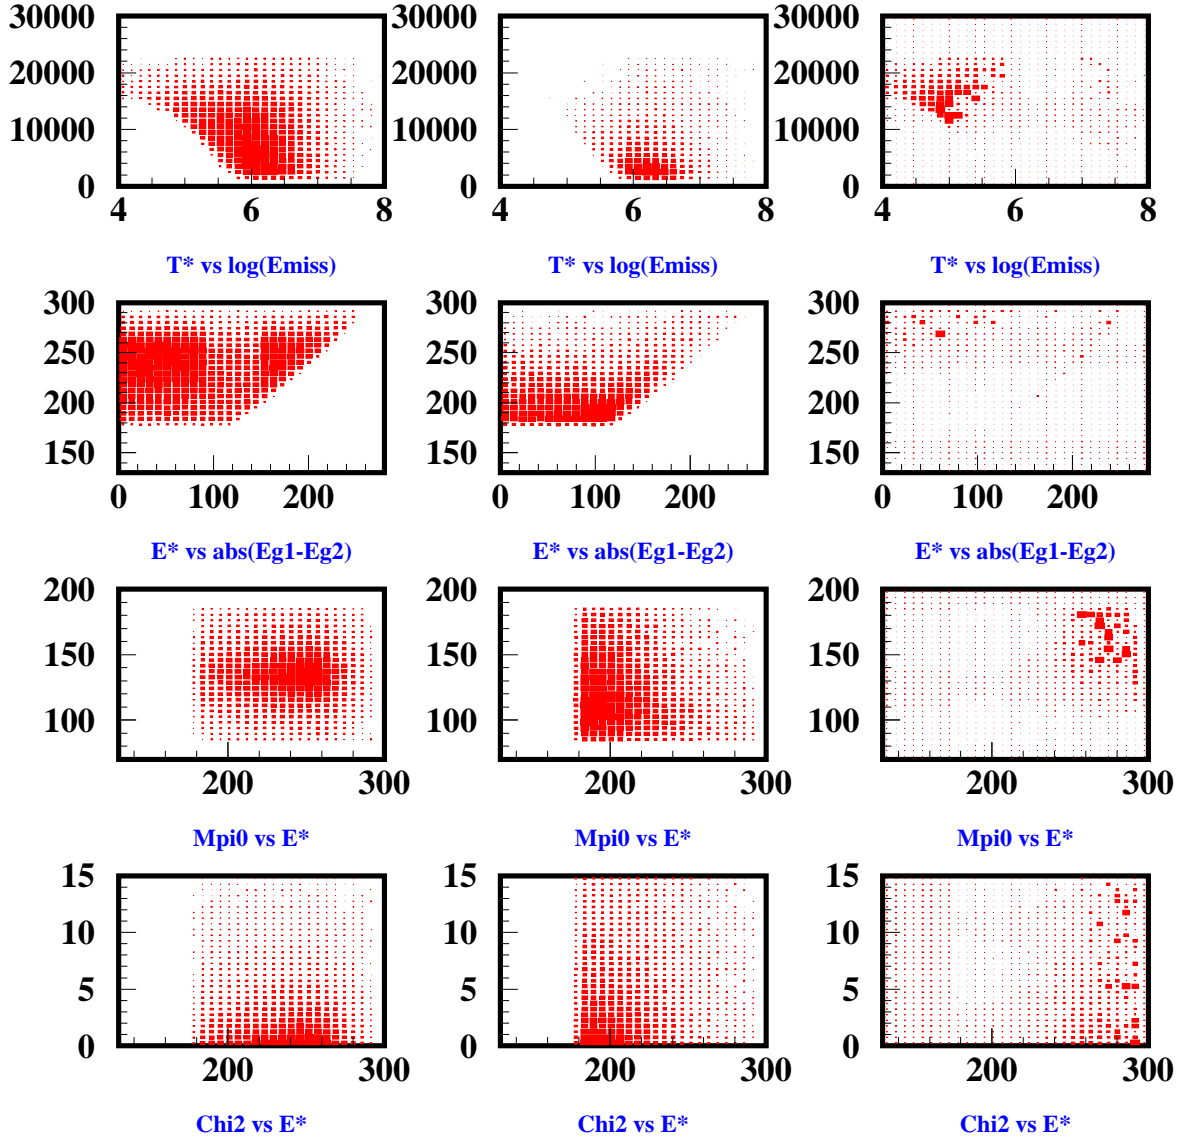 30000 30000 30000
20000 20000 20000
10000 10000 10000
0 0 0
4 6 8 4 6 8 4 6 8
T* vs log(Emiss) T* vs log(Emiss) T* vs log(Emiss)
300 300 300
250 250 250
200 200 200
150 150 150
0 100 200 0 100 200 0 100 200
E* vs abs(Eg1-Eg2) E* vs abs(Eg1-Eg2) E* vs abs(Eg1-Eg2)
200 200 200
150 150 150
100 100 100
200 300 200 300 200 300
Mpi0 vs E* Mpi0 vs E* Mpi0 vs E*
15 15 15
10 10 10
5 5 5
0 0 0
200 300 200 300 200 300
Chi2 vs E* Chi2 vs E* Chi2 vs E*